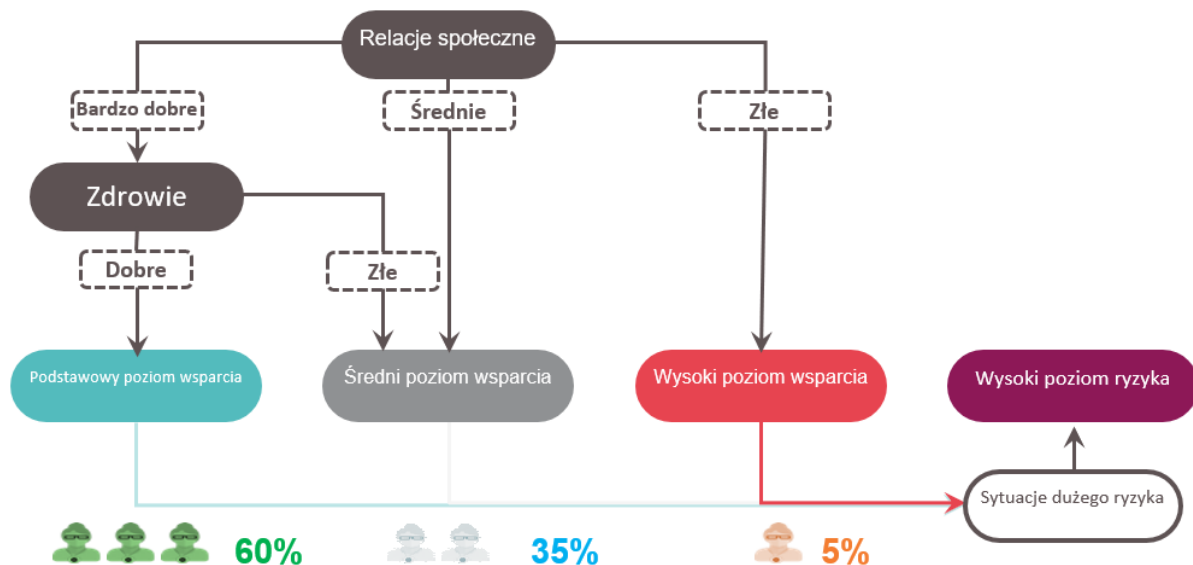 Relacje społeczne
Bardzo dobre
Średnie
Złe
Zdrowie
Dobre
Złe
Podstawowy poziom wsparcia
Średni poziom wsparcia
Wysoki poziom wsparcia
Wysoki poziom ryzyka
Sytuacje dużego ryzyka
60%
35%
5%